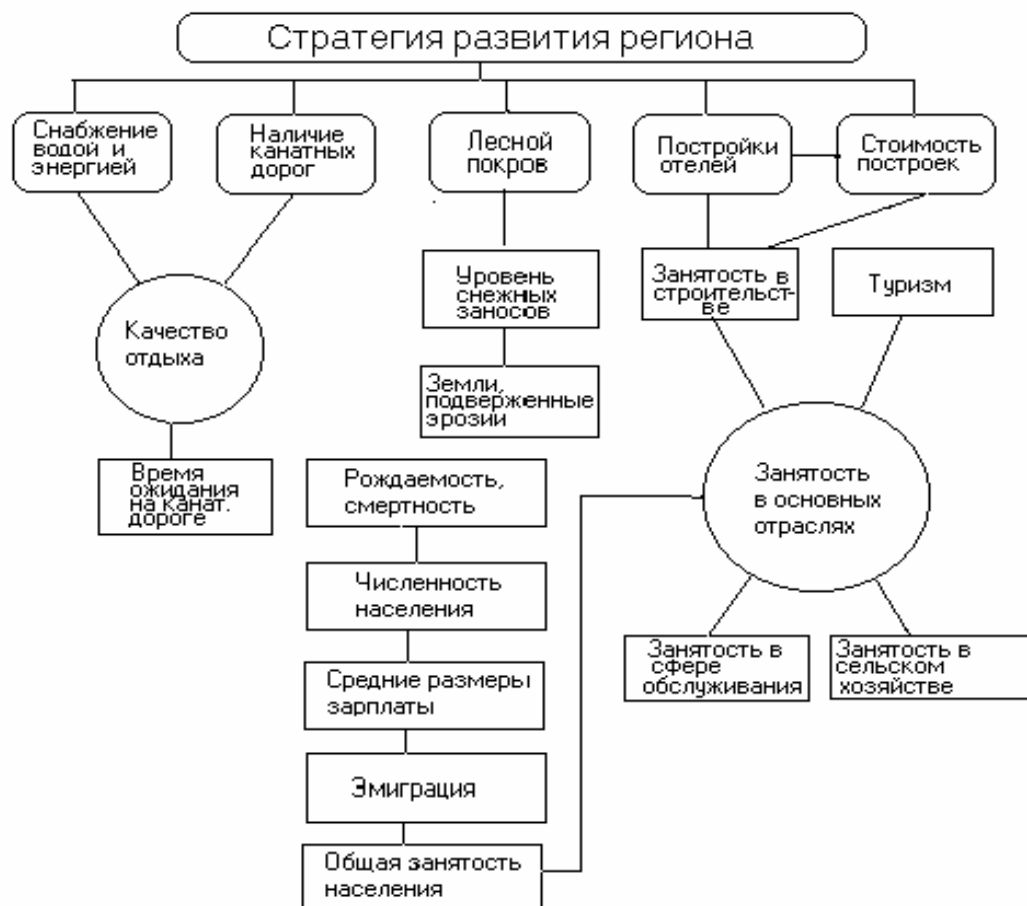 Стратегия развития региона
Снабжение
водой и
энергией
Наличие
канатных
дорог
Лесной
покров
Постройки
отелей
Стоимость
построек
Уровень
снежных
заносов
Занятость в
строительст-
ве
Туризм
Качество
отдыха
Земли,
подверженные
эрозии
Время
ожидания
на канат.
дороге
Рождаемость,
смертность
Занятость
в основных
отраслях
Численность
населения
Занятость в
сфере
обслуживания
Занятость в
сельском
хозяйстве
Средние размеры
зарплаты
Эмиграция
Общая занятость
населения